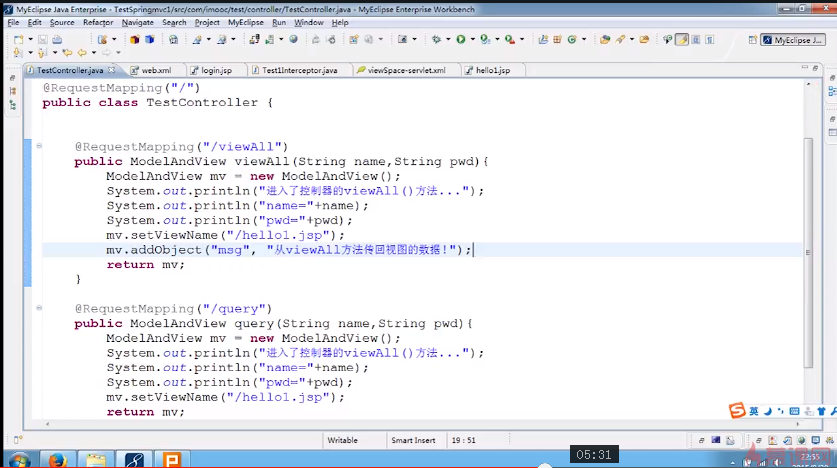 MyEclipse Java Enterprise - TestSpringmvc1/src/com/imooc/test/controller/TestController.java - MyEclipse Enterprise Workbench
File Edit Source Refactor Navigate Search Project MyEclipse Run Window Help
MyEclipse Java E...
TestController.java web.xml login.jsp Test1Interceptor.java viewSpace-servlet.xml hello1.jsp
@RequestMapping("/")
public class TestController {
@RequestMapping("/viewAll")
public ModelAndView viewAll(String name,String pwd){
ModelAndView mv = new ModelAndView();
System.out.println("进入了控制器的viewAll()方法...");
System.out.println("name="+name);
System.out.println("pwd="+pwd);
mv.setViewName("/hello1.jsp");
mv.addObject("msg", "从viewAll方法传回视图的数据!");
return mv;
}
@RequestMapping("/query")
public ModelAndView query(String name,String pwd){
ModelAndView mv = new ModelAndView();
System.out.println("进入了控制器的viewAll()方法...");
System.out.println("name="+name);
System.out.println("pwd="+pwd);
mv.setViewName("/hello1.jsp");
return mv;
英
Writable Smart Insert 19 : 51
05:31
22:55